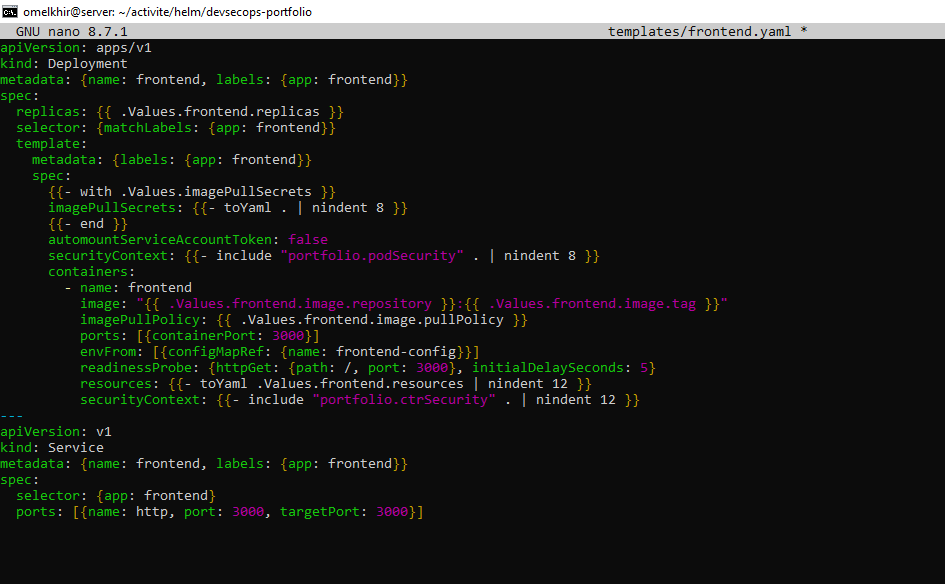 omelkhir@server: ~/activite/helm/devsecops-portfolio
GNU nano 8.7.1 templates/frontend.yaml *
apiVersion: apps/v1
kind: Deployment
metadata: {name: frontend, labels: {app: frontend}}
spec:
  replicas: {{ .Values.frontend.replicas }}
  selector: {matchLabels: {app: frontend}}
  template:
    metadata: {labels: {app: frontend}}
    spec:
      {{- with .Values.imagePullSecrets }}
      imagePullSecrets: {{- toYaml . | nindent 8 }}
      {{- end }}
      automountServiceAccountToken: false
      securityContext: {{- include "portfolio.podSecurity" . | nindent 8 }}
      containers:
        - name: frontend
          image: "{{ .Values.frontend.image.repository }}:{{ .Values.frontend.image.tag }}"
          imagePullPolicy: {{ .Values.frontend.image.pullPolicy }}
          ports: [{containerPort: 3000}]
          envFrom: [{configMapRef: {name: frontend-config}}]
          readinessProbe: {httpGet: {path: /, port: 3000}, initialDelaySeconds: 5}
          resources: {{- toYaml .Values.frontend.resources | nindent 12 }}
          securityContext: {{- include "portfolio.ctrSecurity" . | nindent 12 }}
---
apiVersion: v1
kind: Service
metadata: {name: frontend, labels: {app: frontend}}
spec:
  selector: {app: frontend}
  ports: [{name: http, port: 3000, targetPort: 3000}]